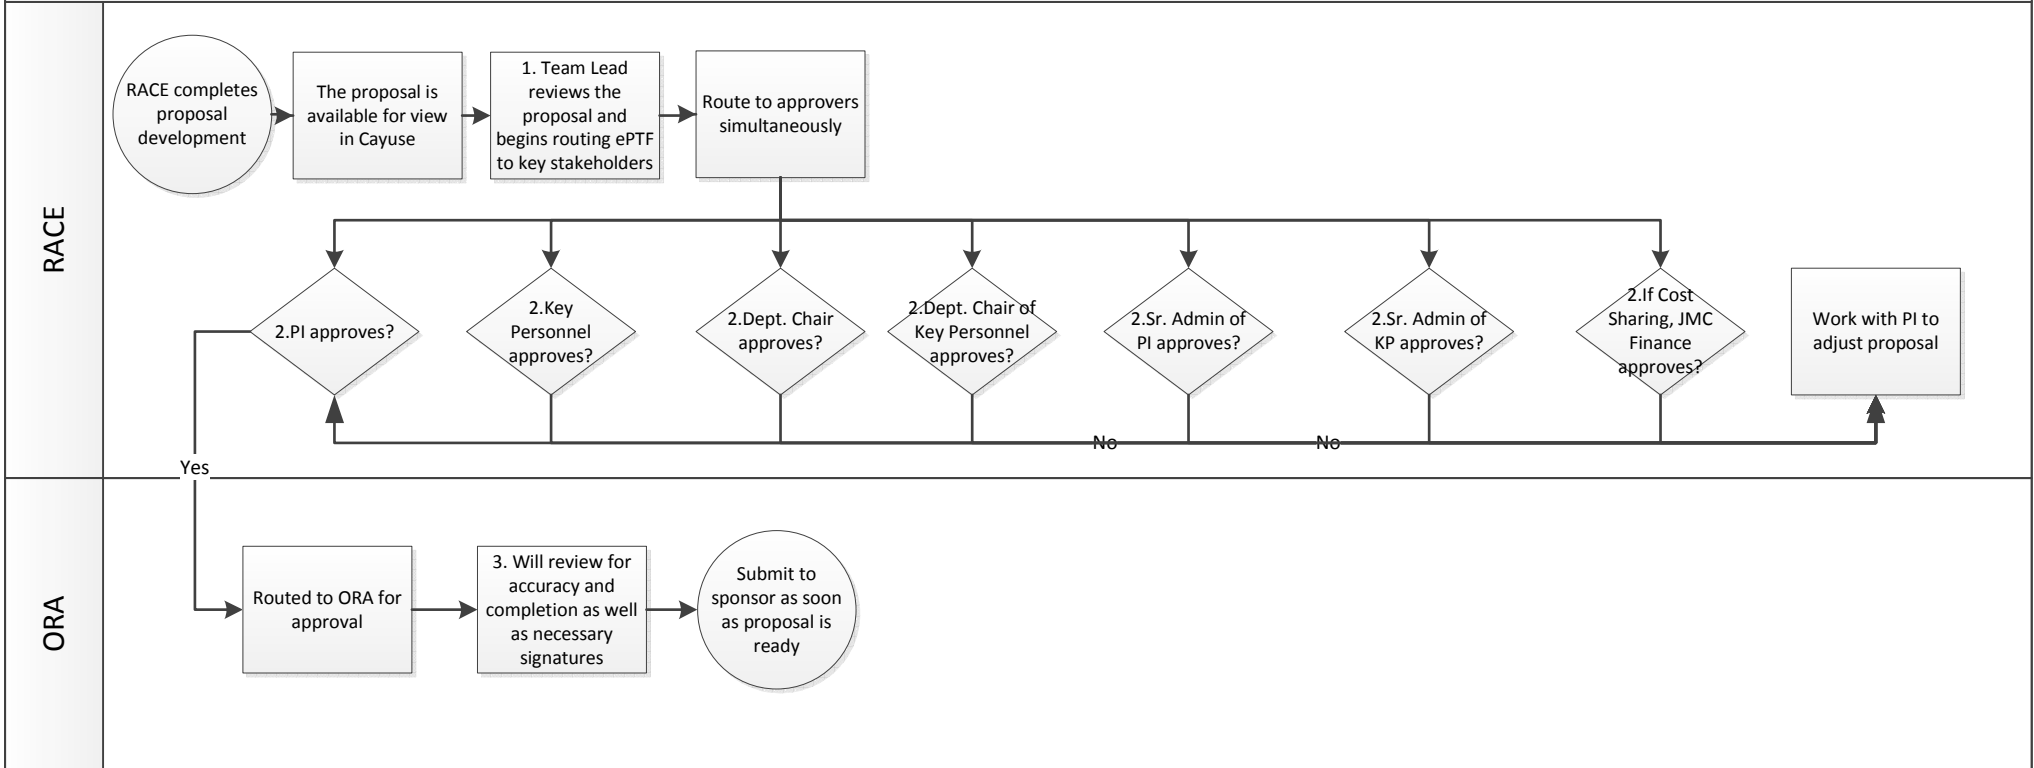 RACE
RACE completes
proposal
development
The proposal is
available for view
in Cayuse
1. Team Lead
reviews the
proposal and
begins routing ePTF
to key stakeholders
Route to approvers
simultaneously
2.PI approves?
2.Key
Personnel
approves?
2.Dept. Chair
approves?
2.Dept. Chair of
Key Personnel
approves?
2.Sr. Admin of
PI approves?
2.Sr. Admin of
KP approves?
2.If Cost
Sharing, JMC
Finance
approves?
Work with PI to
adjust proposal
No
No
Yes
ORA
Routed to ORA for
approval
3. Will review for
accuracy and
completion as well
as necessary
signatures
Submit to
sponsor as soon
as proposal is
ready